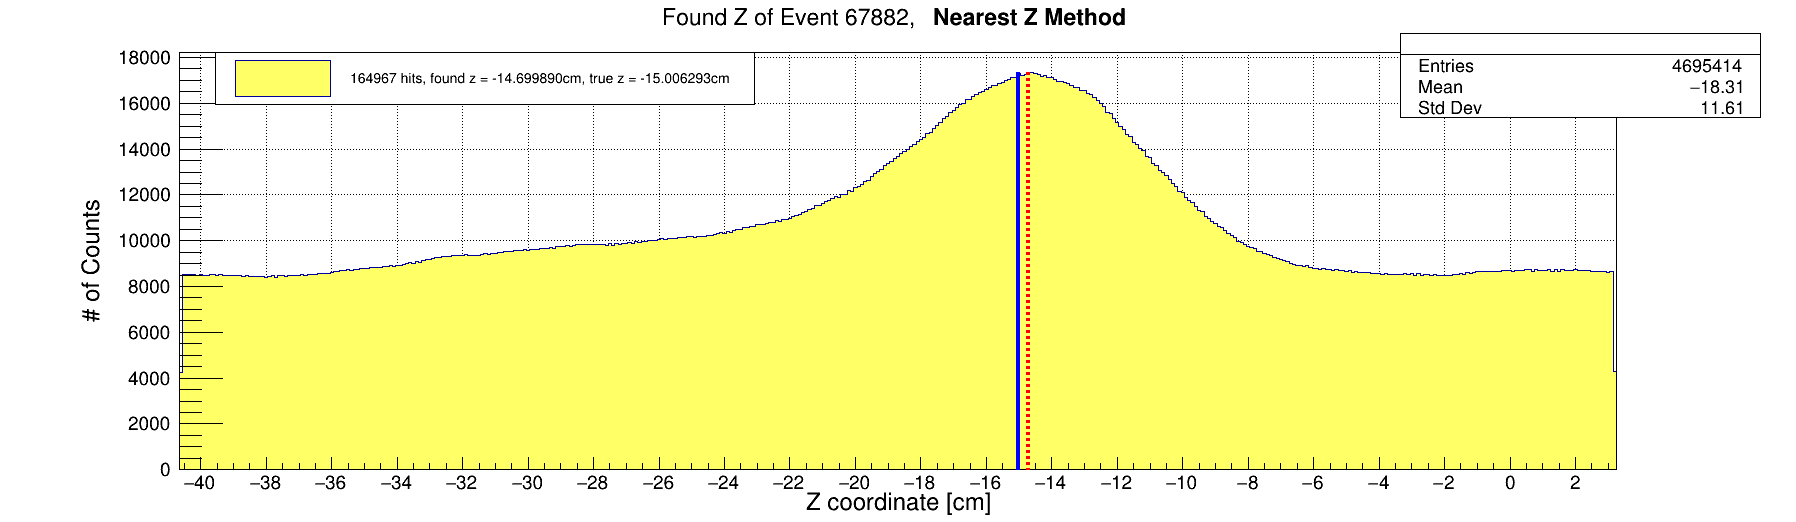 Found Z of Event 67882, Nearest Z Method
164967 hits, found z = -14.699890cm, true z = -15.006293cm
Entries 4695414
Mean −18.31
Std Dev 11.61
# of Counts
18000
16000
14000
12000
10000
8000
6000
4000
2000
0
−40 −38 −36 −34 −32 −30 −28 −26 −24 −22 −20 −18 −16 −14 −12 −10 −8 −6 −4 −2 0 2
Z coordinate [cm]